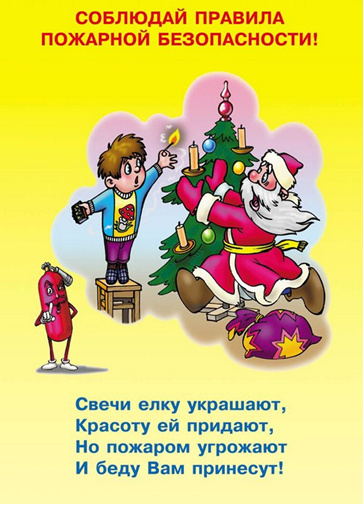 СОБЛЮДАЙ ПРАВИЛА
ПОЖАРНОЙ БЕЗОПАСНОСТИ!
Свечи елку украшают,
Красоту ей придают,
Но пожаром угрожают
И беду Вам принесут!